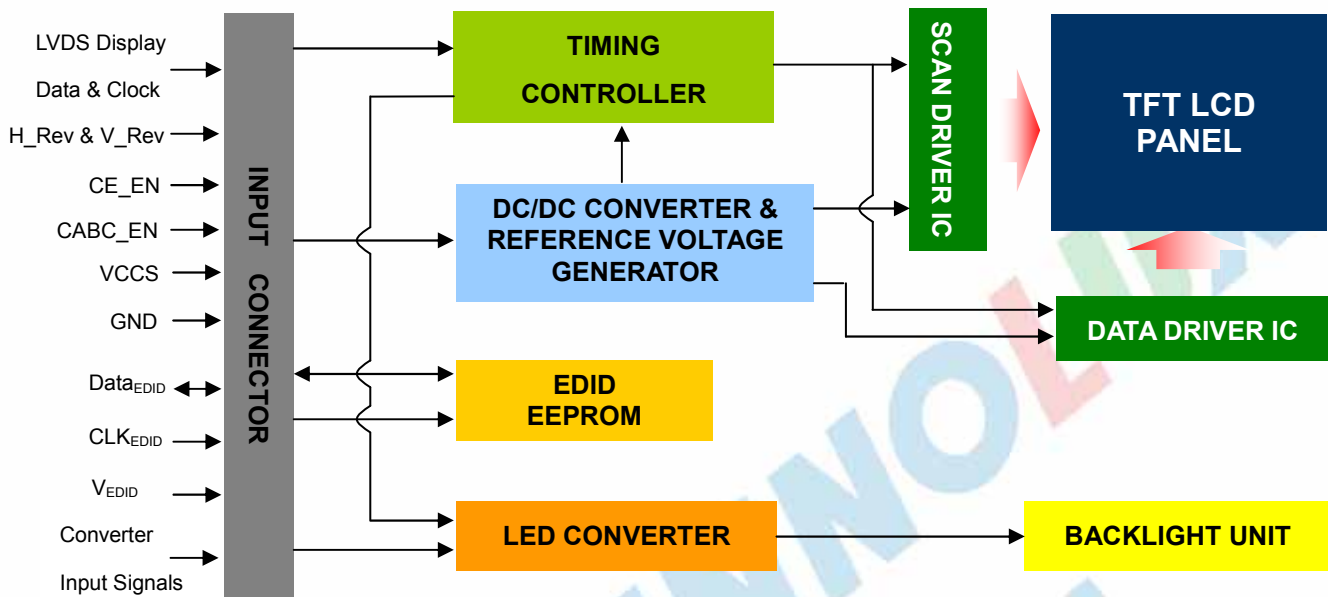 LVDS Display
Data & Clock
H_Rev & V_Rev
CE_EN
CABC_EN
VCCS
GND
DataEDID
CLKEDID
VEDID
Converter
Input Signals
INPUT CONNECTOR
TIMING
CONTROLLER
DC/DC CONVERTER &
REFERENCE VOLTAGE
GENERATOR
EDID
EEPROM
LED CONVERTER
SCAN DRIVER IC
TFT LCD
PANEL
DATA DRIVER IC
BACKLIGHT UNIT
INNOLUX